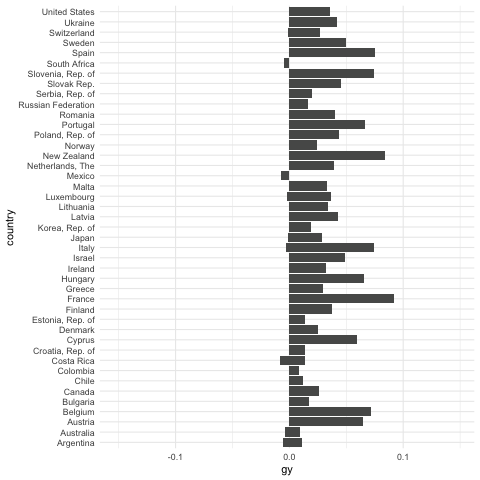 United States
Ukraine
Switzerland
Sweden
Spain
South Africa
Slovenia, Rep. of
Slovak Rep.
Serbia, Rep. of
Russian Federation
Romania
Portugal
Poland, Rep. of
Norway
New Zealand
Netherlands, The
Mexico
Malta
Luxembourg
Lithuania
Latvia
Korea, Rep. of
Japan
Italy
Israel
Ireland
Hungary
Greece
France
Finland
Estonia, Rep. of
Denmark
Cyprus
Croatia, Rep. of
Costa Rica
Colombia
Chile
Canada
Bulgaria
Belgium
Austria
Australia
Argentina
country
-0.1 0.0 0.1
gy